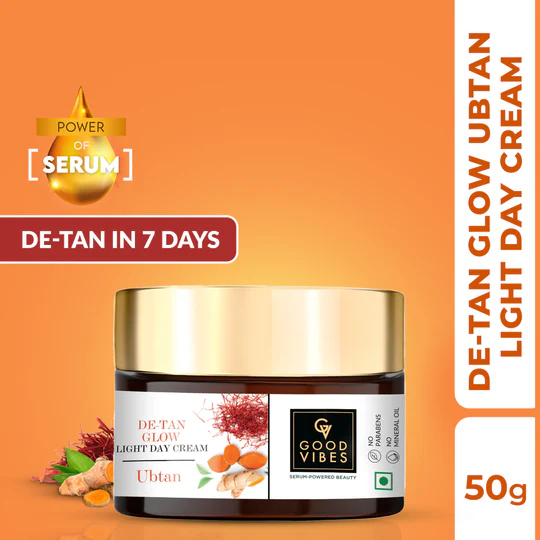 POWER
OF
[SERUM]
DE-TAN IN 7 DAYS
DE-TAN
GLOW
LIGHT DAY CREAM
Ubtan
GV
GOOD
VIBES
SERUM-POWERED BEAUTY
NO
PARABENS
NO
MINERAL OIL
DE-TAN GLOW UBTAN
LIGHT DAY CREAM
50g